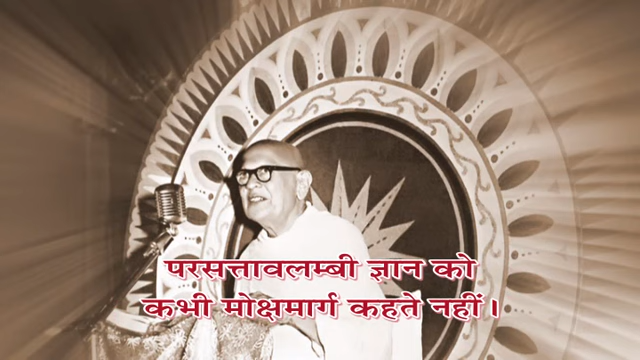 परसत्तावलम्बी ज्ञान को
कभी मोक्षमार्ग कहते नहीं।